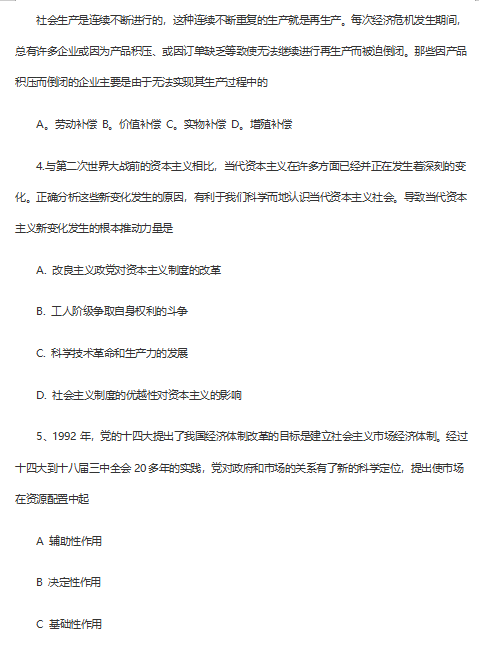 社会生产是连续不断进行的，这种连续不断重复的生产就是再生产。每次经济危机发生期间，
总有许多企业或因为产品积压、或因订单缺乏等致使无法继续进行再生产而被迫倒闭。那些因产品
积压而倒闭的企业主要是由于无法实现其生产过程中的
A。劳动补偿 B。价值补偿 C。实物补偿 D。增殖补偿
4.与第二次世界大战前的资本主义相比，当代资本主义在许多方面已经并正在发生着深刻的变
化。正确分析这些新变化发生的原因，有利于我们科学而地认识当代资本主义社会。导致当代资本
主义新变化发生的根本推动力量是
A. 改良主义政党对资本主义制度的改革
B. 工人阶级争取自身权利的斗争
C. 科学技术革命和生产力的发展
D. 社会主义制度的优越性对资本主义的影响
5、1992 年，党的十四大提出了我国经济体制改革的目标是建立社会主义市场经济体制。经过
十四大到十八届三中全会 20 多年的实践，党对政府和市场的关系有了新的科学定位，提出使市场
在资源配置中起
A 辅助性作用
B 决定性作用
C 基础性作用